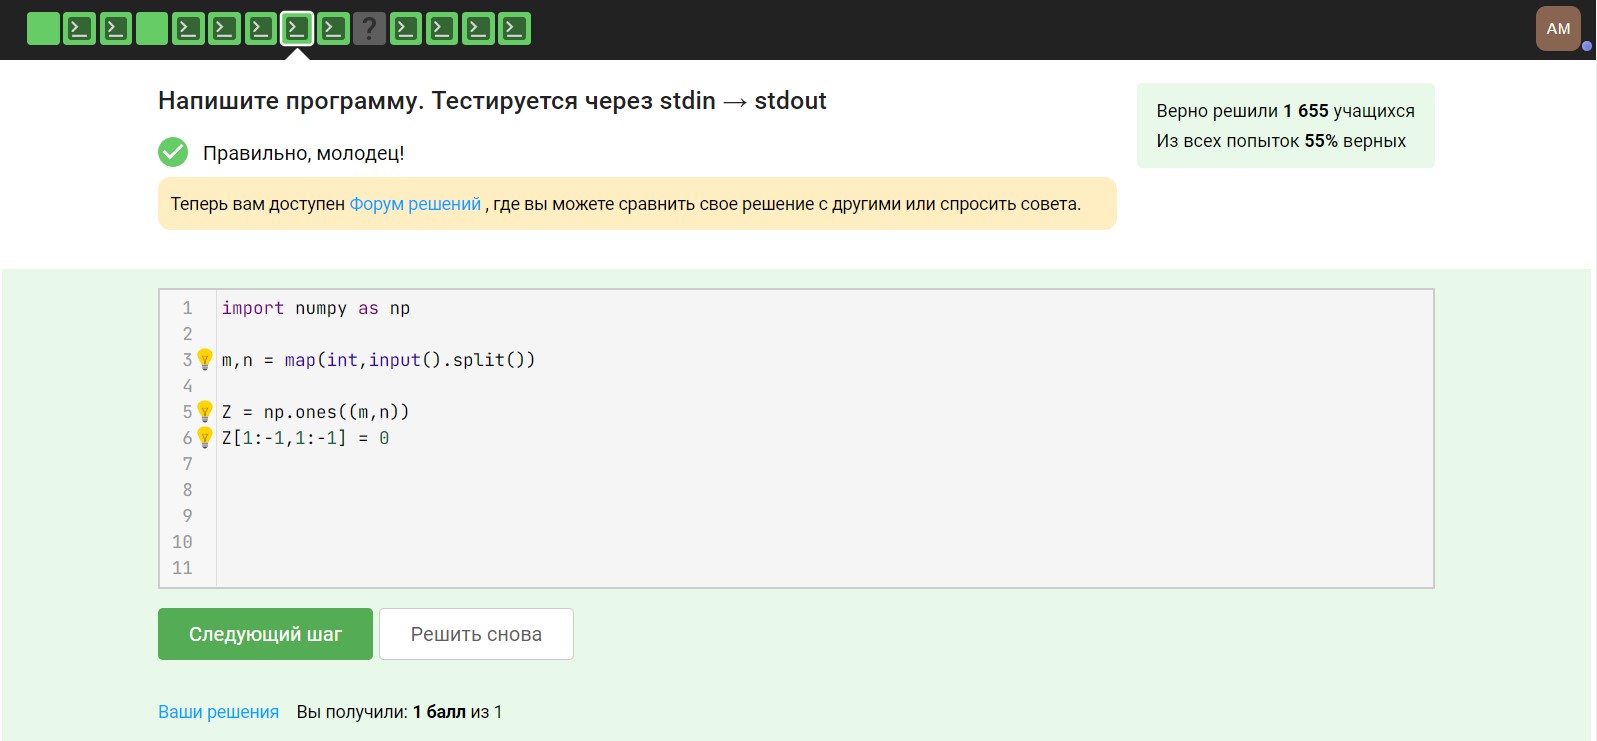 ?
AM
Напишите программу. Тестируется через stdin → stdout
Верно решили 1 655 учащихся
Из всех попыток 55% верных
Правильно, молодец!
Теперь вам доступен Форум решений , где вы можете сравнить свое решение с другими или спросить совета.
1 import numpy as np
2
3 m,n = map(int,input().split())
4
5 Z = np.ones((m,n))
6 Z[1:-1,1:-1] = 0
7
8
9
10
11
Следующий шаг Решить снова
Ваши решения Вы получили: 1 балл из 1